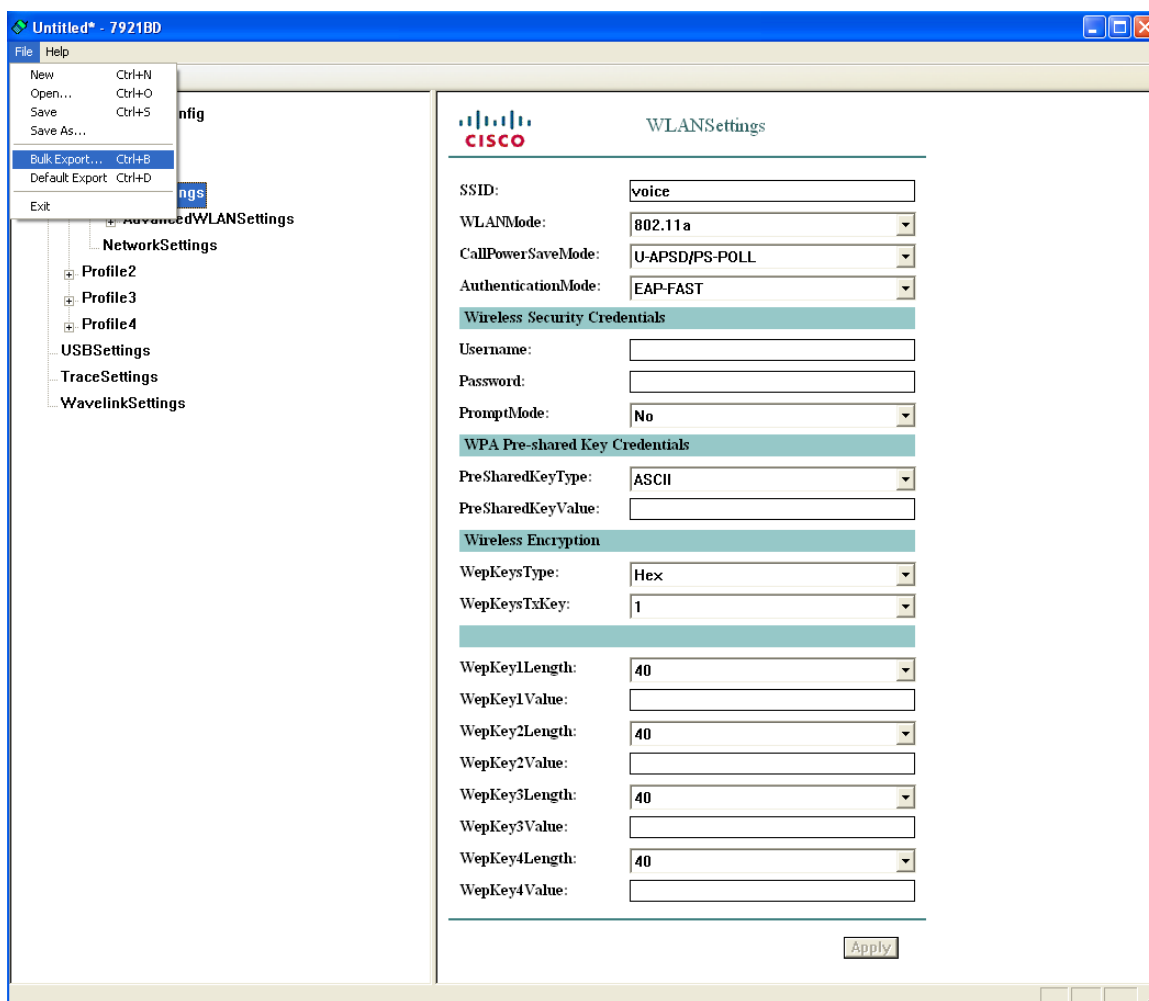 Untitled* - 7921BD
File Help
New Ctrl+N
Open... Ctrl+O
Save Ctrl+S
Save As...
Bulk Export... Ctrl+B
Default Export Ctrl+D
Exit
nfig
ngs
AdvancedWLANSettings
NetworkSettings
Profile2
Profile3
Profile4
USBSettings
TraceSettings
WavelinkSettings
CISCO
WLANSettings
SSID: voice
WLANMode: 802.11a
CallPowerSaveMode: U-APSD/PS-POLL
AuthenticationMode: EAP-FAST
Wireless Security Credentials
Username:
Password:
PromptMode: No
WPA Pre-shared Key Credentials
PreSharedKeyType: ASCII
PreSharedKeyValue:
Wireless Encryption
WepKeysType: Hex
WepKeysTxKey: 1
WepKey1Length: 40
WepKey1Value:
WepKey2Length: 40
WepKey2Value:
WepKey3Length: 40
WepKey3Value:
WepKey4Length: 40
WepKey4Value:
Apply